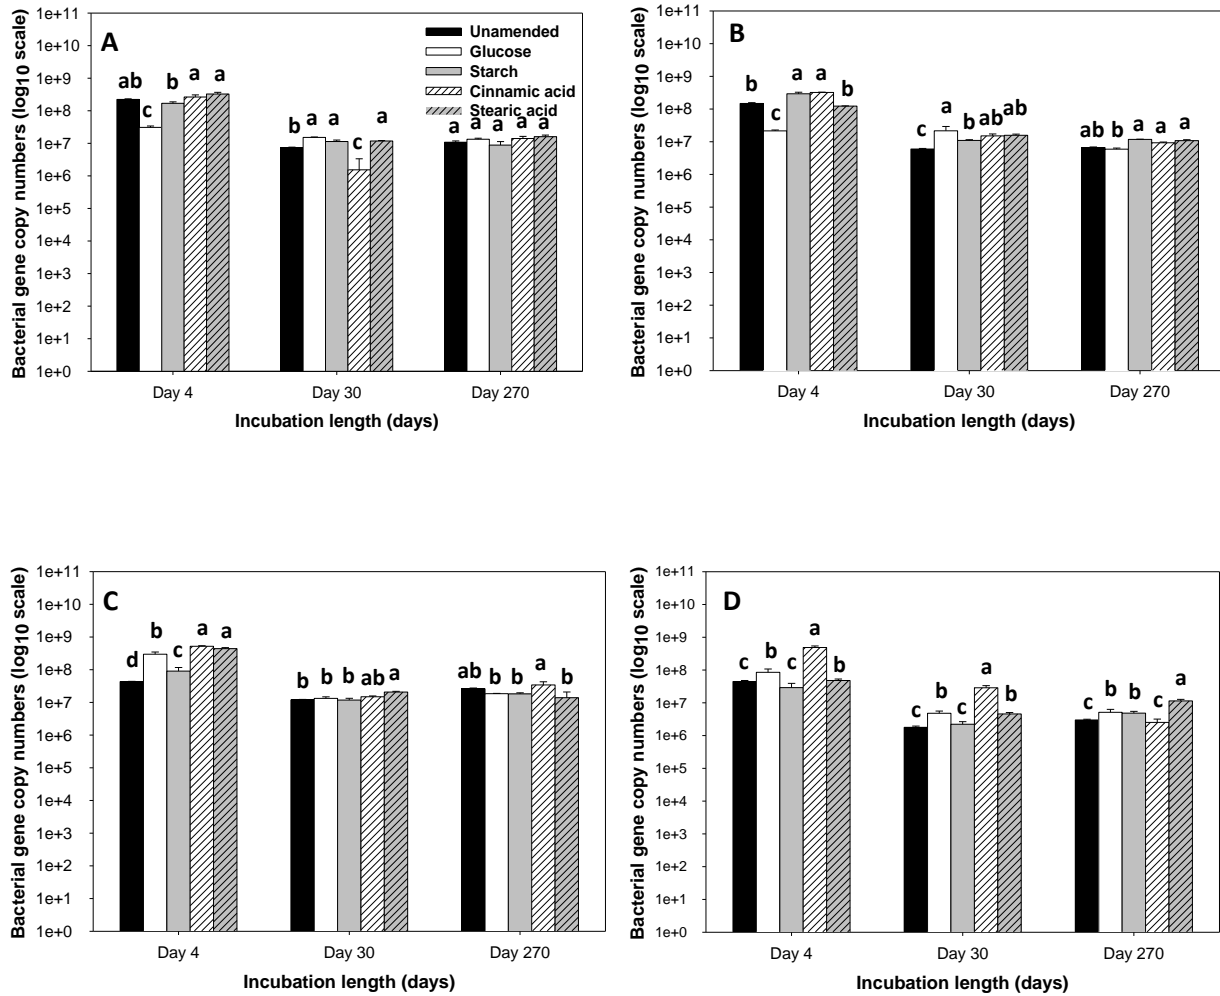 Bacterial gene copy numbers (log10 scale)
1e+11
1e+10
1e+9
1e+8
1e+7
1e+6
1e+5
1e+4
1e+3
1e+2
1e+1
1e+0
A
Unamended
Glucose
Starch
Cinnamic acid
Stearic acid
ab c b a a
b a a c a
a a a a a
Day 4 Day 30 Day 270
Incubation length (days)
Bacterial gene copy numbers (log10 scale)
1e+11
1e+10
1e+9
1e+8
1e+7
1e+6
1e+5
1e+4
1e+3
1e+2
1e+1
1e+0
B
b c a a b
c a b ab ab
ab b a a a
Day 4 Day 30 Day 270
Incubation length (days)
Bacterial gene copy numbers (log10 scale)
1e+11
1e+10
1e+9
1e+8
1e+7
1e+6
1e+5
1e+4
1e+3
1e+2
1e+1
1e+0
C
d b c a a
b b b ab a
ab b b a b
Day 4 Day 30 Day 270
Incubation length (days)
Bacterial gene copy numbers (log10 scale)
1e+11
1e+10
1e+9
1e+8
1e+7
1e+6
1e+5
1e+4
1e+3
1e+2
1e+1
1e+0
D
c b c a b
c b c a b
c b b c a
Day 4 Day 30 Day 270
Incubation length (days)